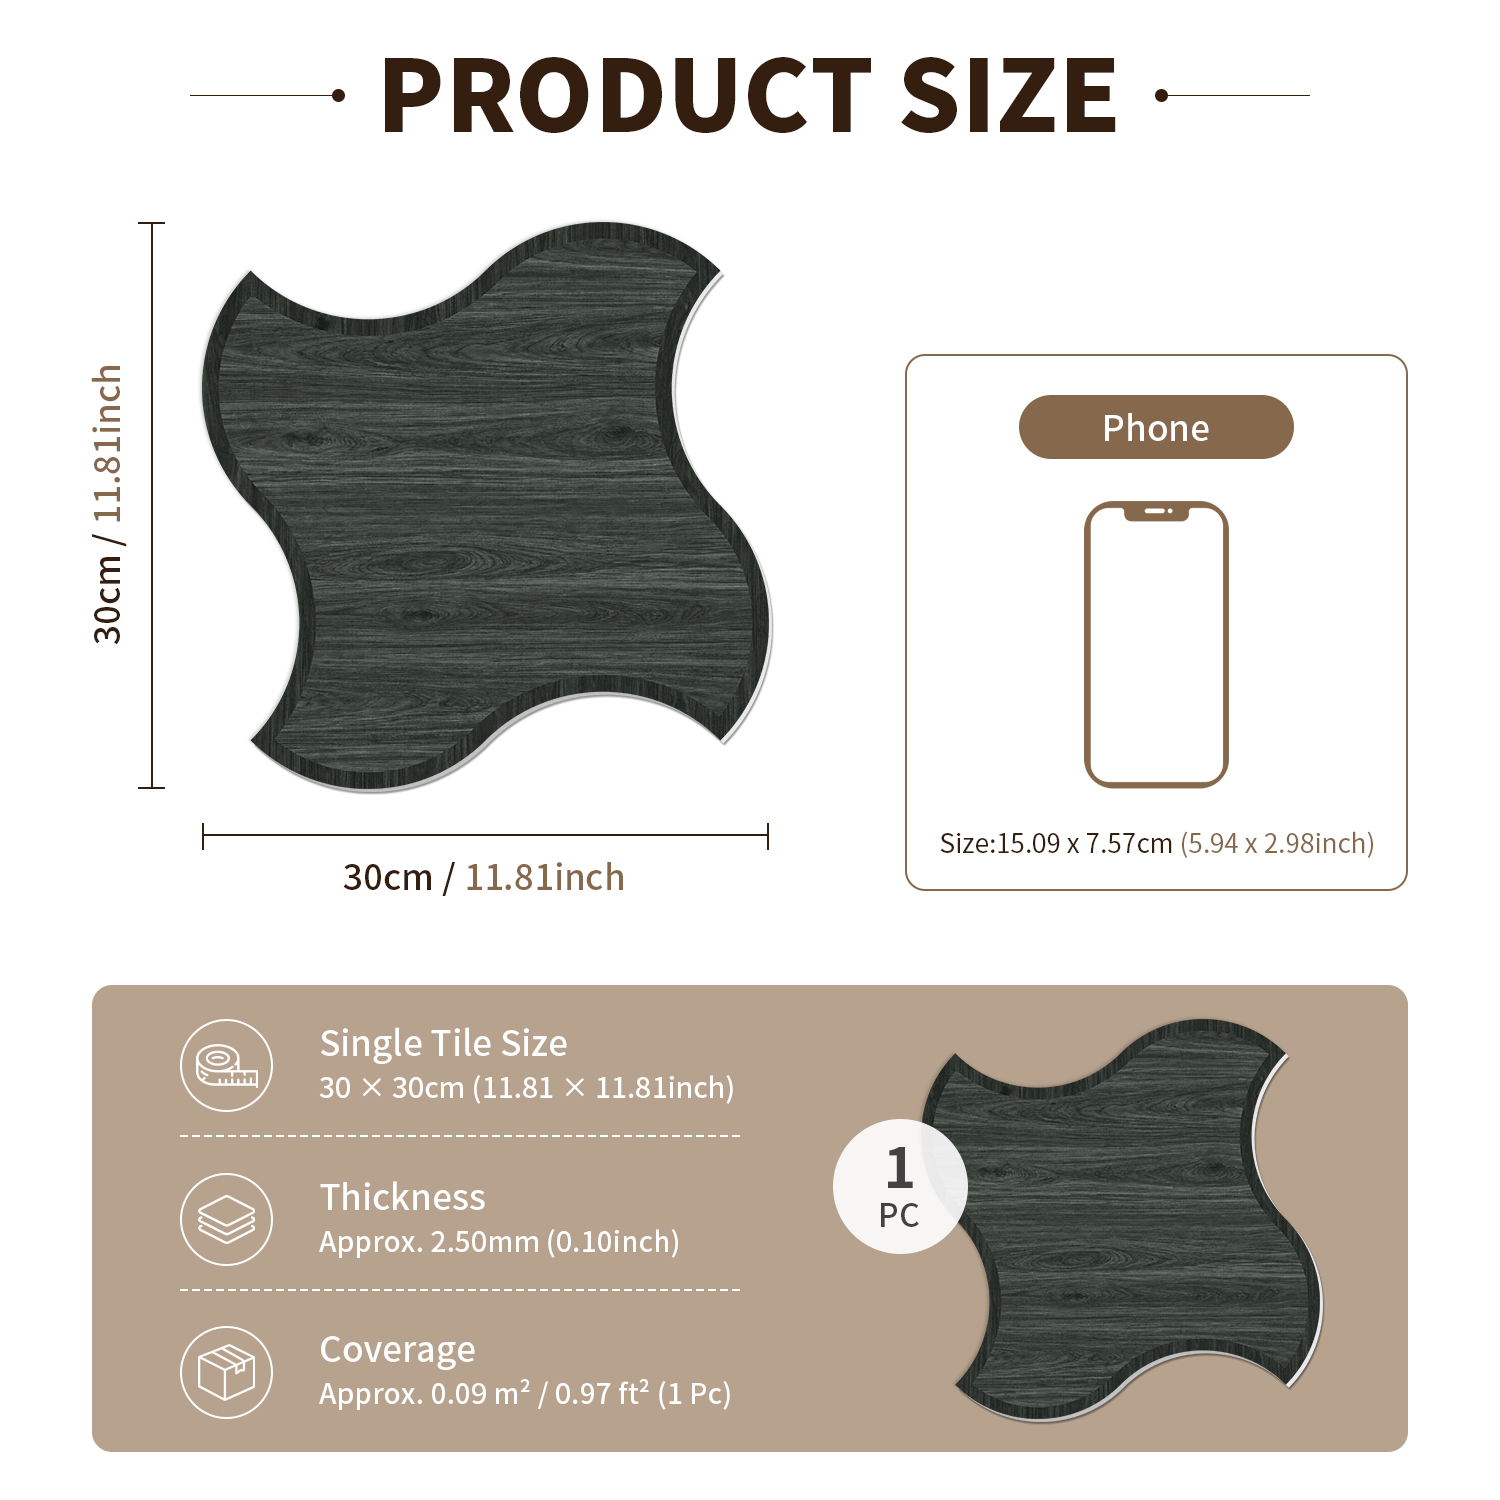 PRODUCT SIZE
30cm / 11.81inch
30cm / 11.81inch
Phone
Size:15.09 x 7.57cm (5.94 x 2.98inch)
Single Tile Size
30 × 30cm (11.81 × 11.81inch)
Thickness
Approx. 2.50mm (0.10inch)
Coverage
Approx. 0.09 m² / 0.97 ft² (1 Pc)
1
PC